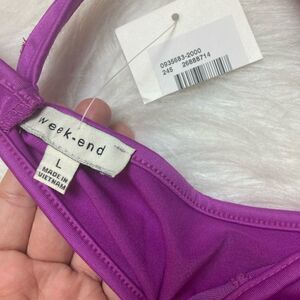 0935683-2000
245 26888714
week-end
L
MADE IN
VIETNAM